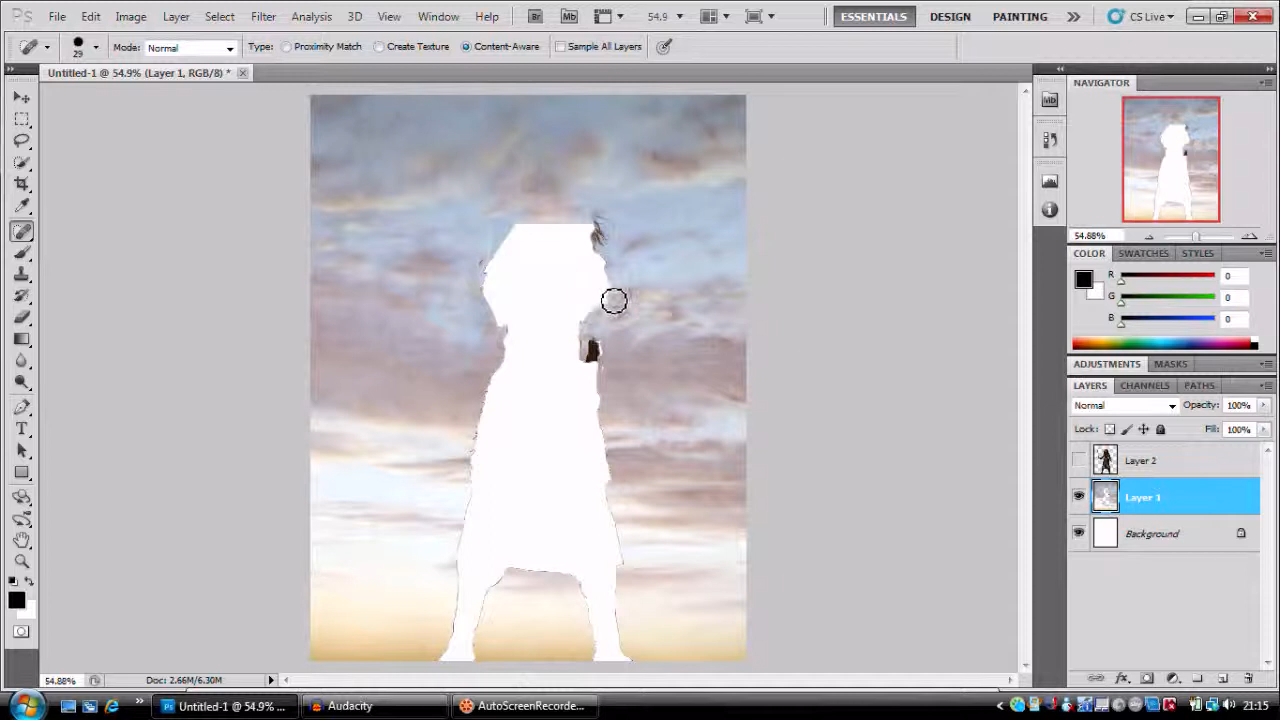 Ps File Edit Image Layer Select Filter Analysis 3D View Window Help Br Mb 54.9 ESSENTIALS DESIGN PAINTING CS Live
29 Mode: Normal Type: Proximity Match Create Texture Content-Aware Sample All Layers
Untitled-1 @ 54.9% (Layer 1, RGB/8) *
NAVIGATOR
Mb
54.88%
COLOR SWATCHES STYLES
R 0
G 0
B 0
ADJUSTMENTS MASKS
LAYERS CHANNELS PATHS
Normal Opacity: 100%
Lock: Fill: 100%
Layer 2
Layer 1
Background
T
54.88% Doc: 2.66M/6.30M
Untitled-1 @ 54.9% ... Audacity AutoScreenRecorde... 21:15